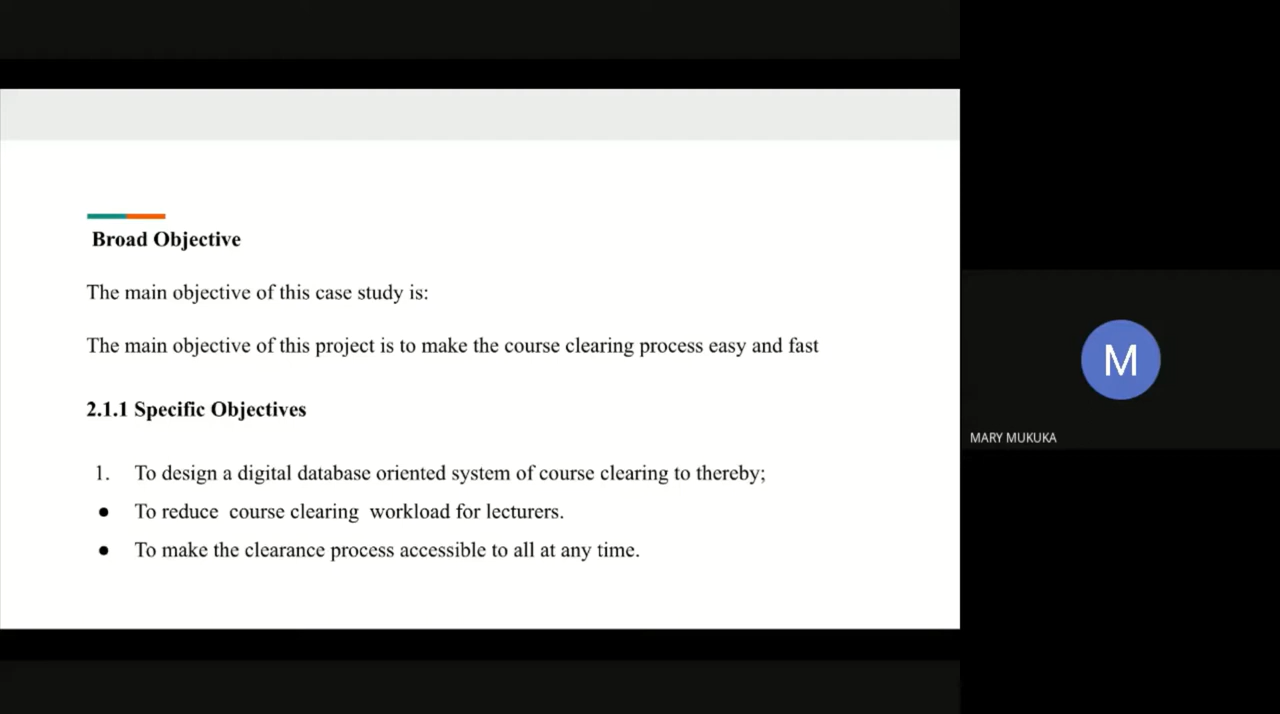 Broad Objective
The main objective of this case study is:
The main objective of this project is to make the course clearing process easy and fast
2.1.1 Specific Objectives
1. To design a digital database oriented system of course clearing to thereby;
● To reduce course clearing workload for lecturers.
● To make the clearance process accessible to all at any time.
M
MARY MUKUKA